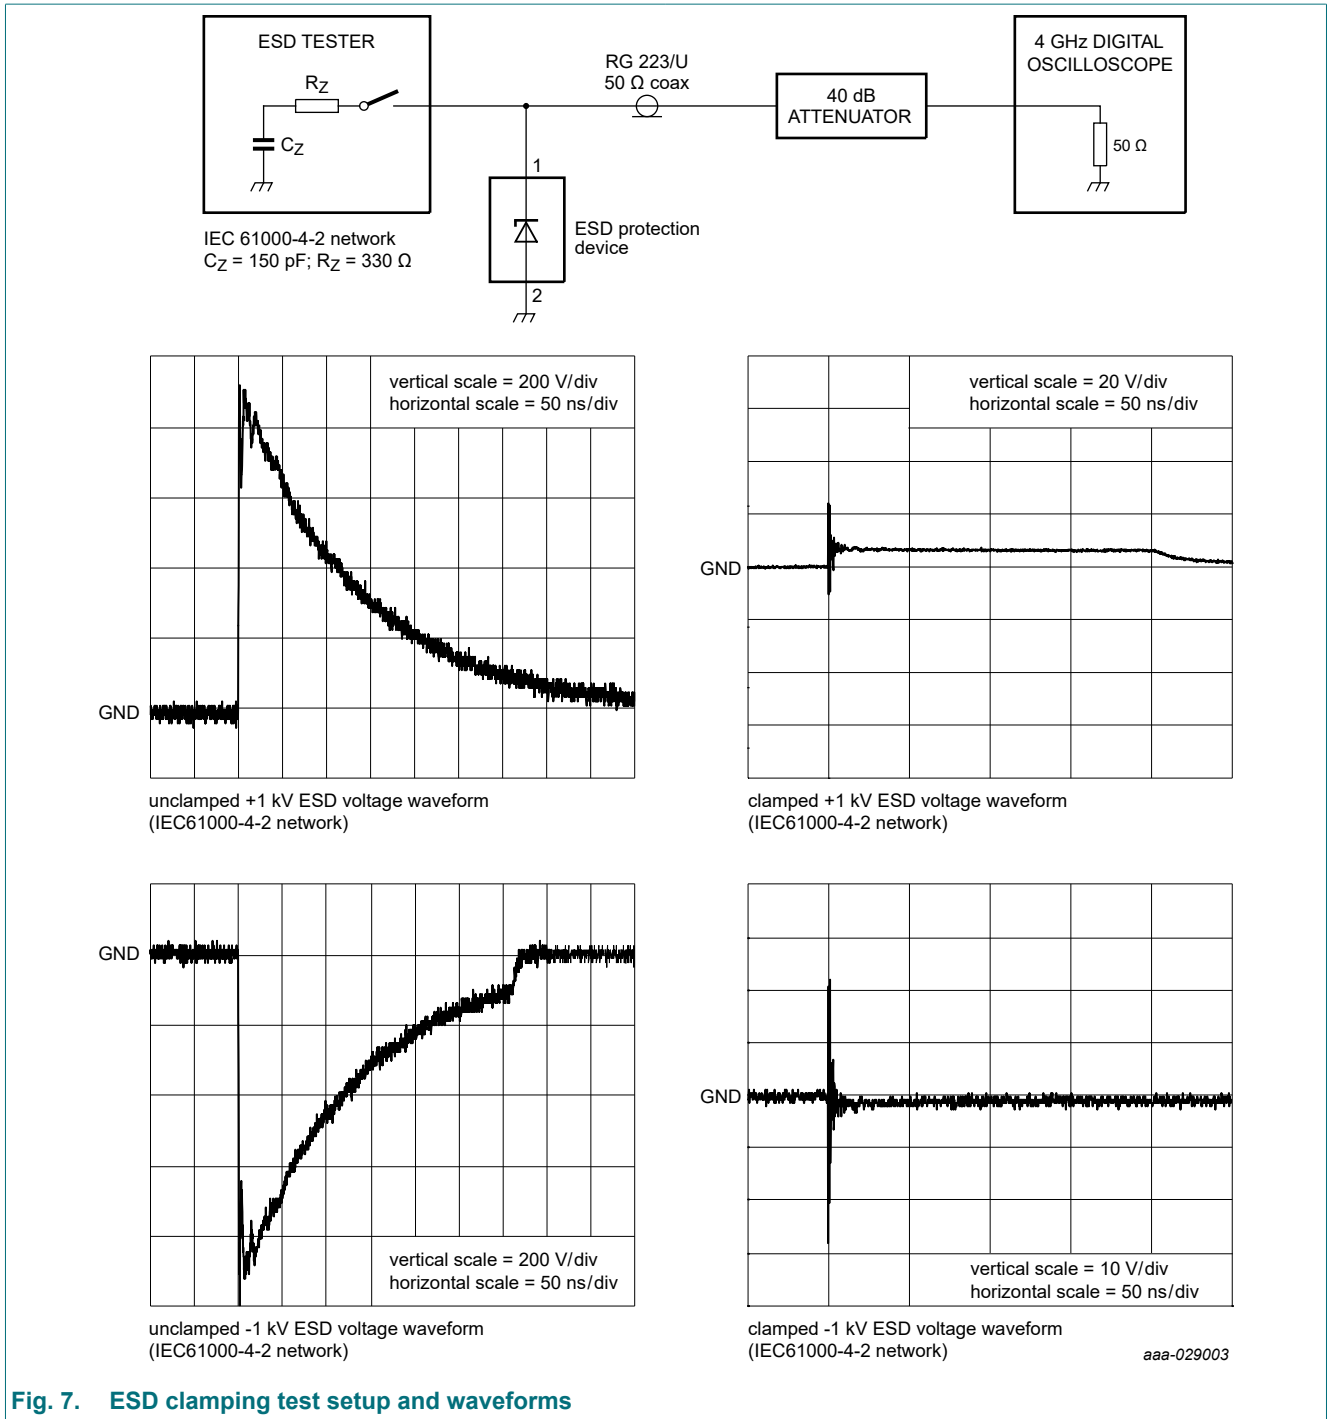 ESD TESTER
RZ
CZ
IEC 61000-4-2 network
CZ = 150 pF; RZ = 330 Ω
RG 223/U
50 Ω coax
40 dB
ATTENUATOR
4 GHz DIGITAL
OSCILLOSCOPE
50 Ω
1
ESD protection
device
2
vertical scale = 200 V/div
horizontal scale = 50 ns/div
GND
unclamped +1 kV ESD voltage waveform
(IEC61000-4-2 network)
vertical scale = 20 V/div
horizontal scale = 50 ns/div
GND
clamped +1 kV ESD voltage waveform
(IEC61000-4-2 network)
GND
vertical scale = 200 V/div
horizontal scale = 50 ns/div
unclamped -1 kV ESD voltage waveform
(IEC61000-4-2 network)
GND
vertical scale = 10 V/div
horizontal scale = 50 ns/div
clamped -1 kV ESD voltage waveform
(IEC61000-4-2 network)
aaa-029003
Fig. 7. ESD clamping test setup and waveforms